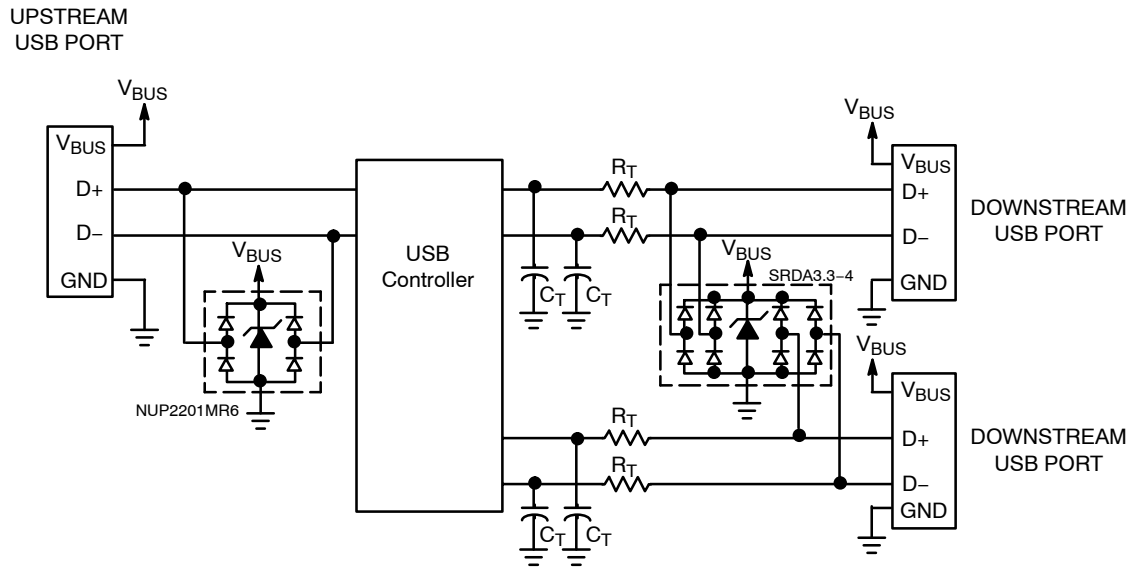 UPSTREAM
USB PORT
VBUS
VBUS
D+
D−
GND
VBUS
NUP2201MR6
USB
Controller
RT
RT
CT
CT
VBUS
SRDA3.3−4
VBUS
VBUS
D+
D−
GND
DOWNSTREAM
USB PORT
RT
RT
CT
CT
VBUS
VBUS
D+
D−
GND
DOWNSTREAM
USB PORT